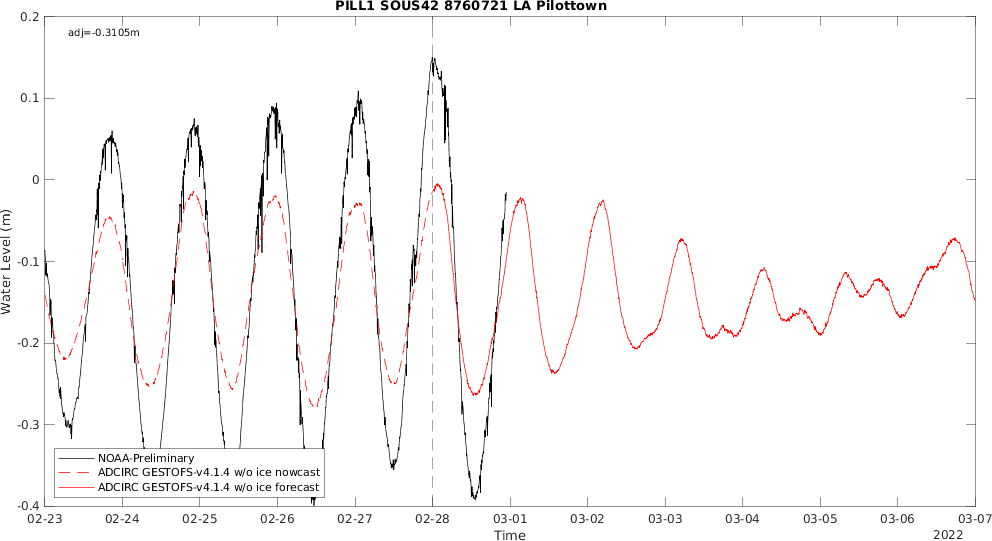 PILL1 SOUS42 8760721 LA Pilottown
adj=-0.3105m
0.2
0.1
0
-0.1
-0.2
-0.3
-0.4
Water Level (m)
NOAA-Preliminary
ADCIRC GESTOFS-v4.1.4 w/o ice nowcast
ADCIRC GESTOFS-v4.1.4 w/o ice forecast
02-23 02-24 02-25 02-26 02-27 02-28 03-01 03-02 03-03 03-04 03-05 03-06 03-07
Time
2022